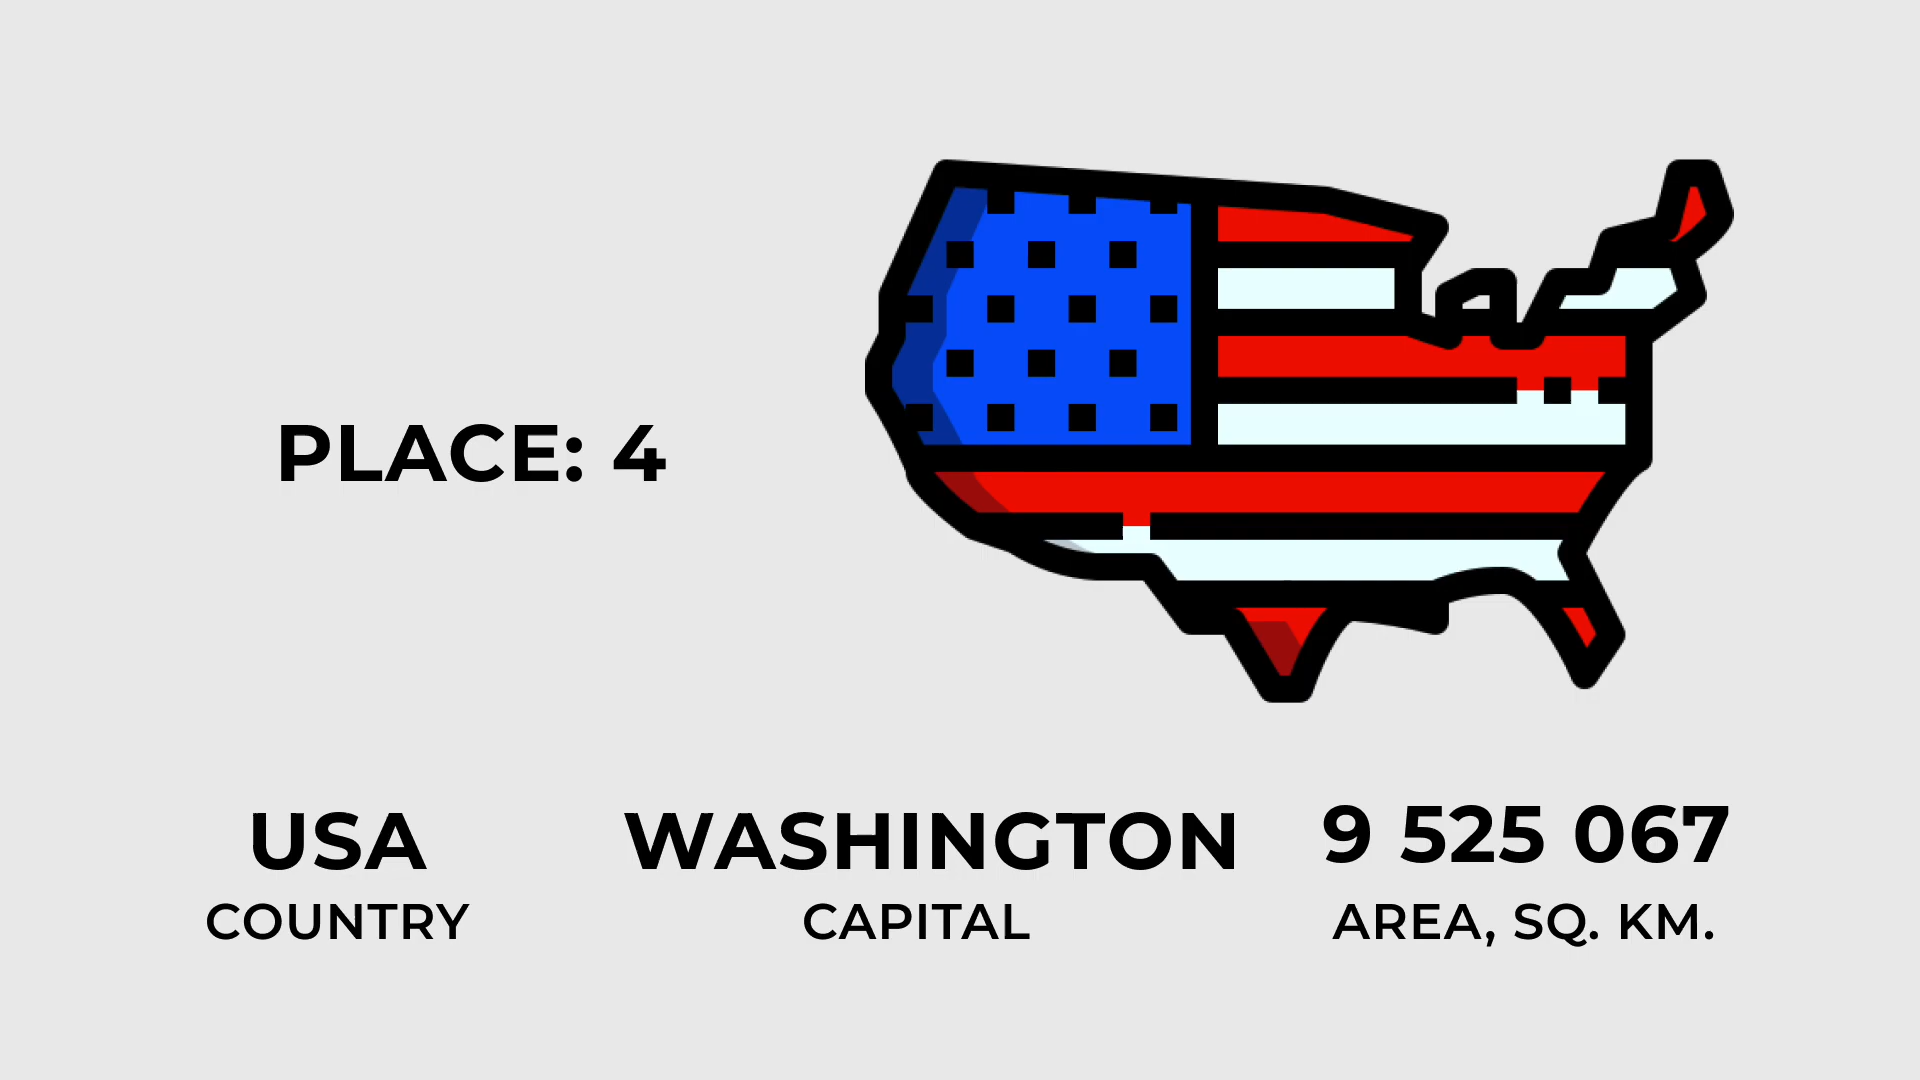 PLACE: 4
USA
COUNTRY
WASHINGTON
CAPITAL
9 525 067
AREA, SQ. KM.